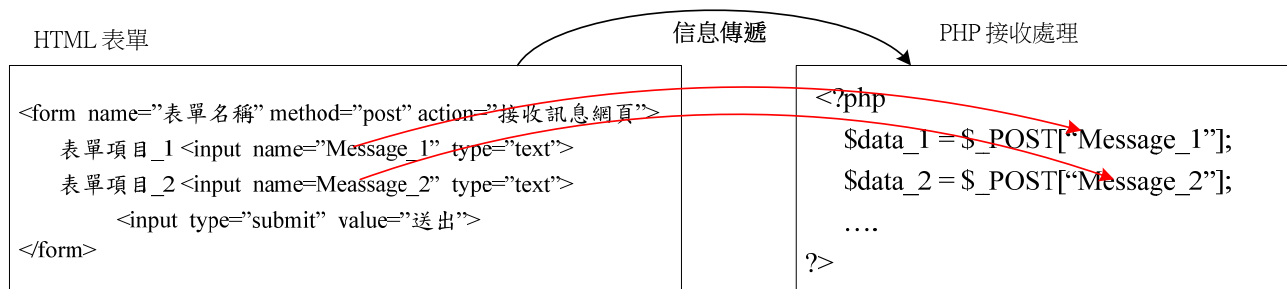 HTML 表單
信息傳遞
PHP 接收處理
<form name=”表單名稱” method=”post” action=”接收訊息網頁”>
表單項目_1 <input name=”Message_1” type=”text”>
表單項目_2 <input name=Meassage_2” type=”text”>
<input type=”submit” value=”送出”>
</form>
<?php
$data_1 = $_POST[“Message_1”];
$data_2 = $_POST[“Message_2”];
….
?>